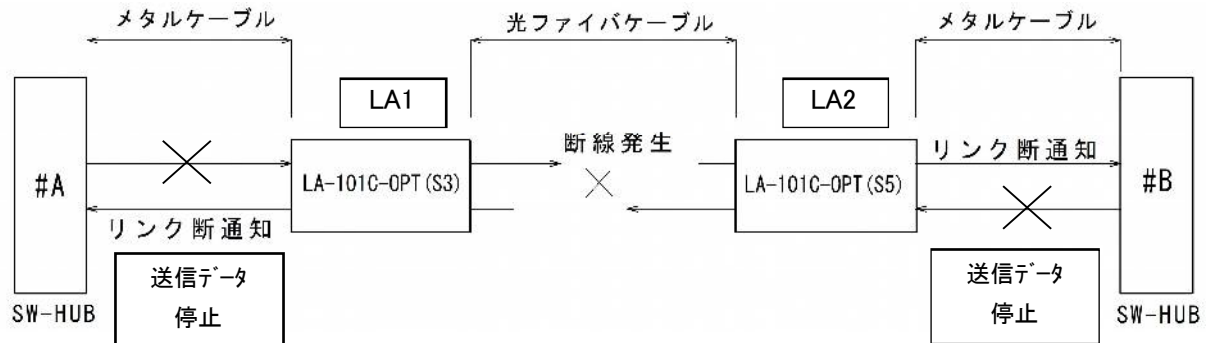 メタルケーブル
光ファイバケーブル
メタルケーブル
LA1
LA2
断線発生
リンク断通知
#A
LA-101C-OPT(S3)
LA-101C-OPT(S5)
#B
リンク断通知
送信データ
停止
送信データ
停止
SW-HUB
SW-HUB